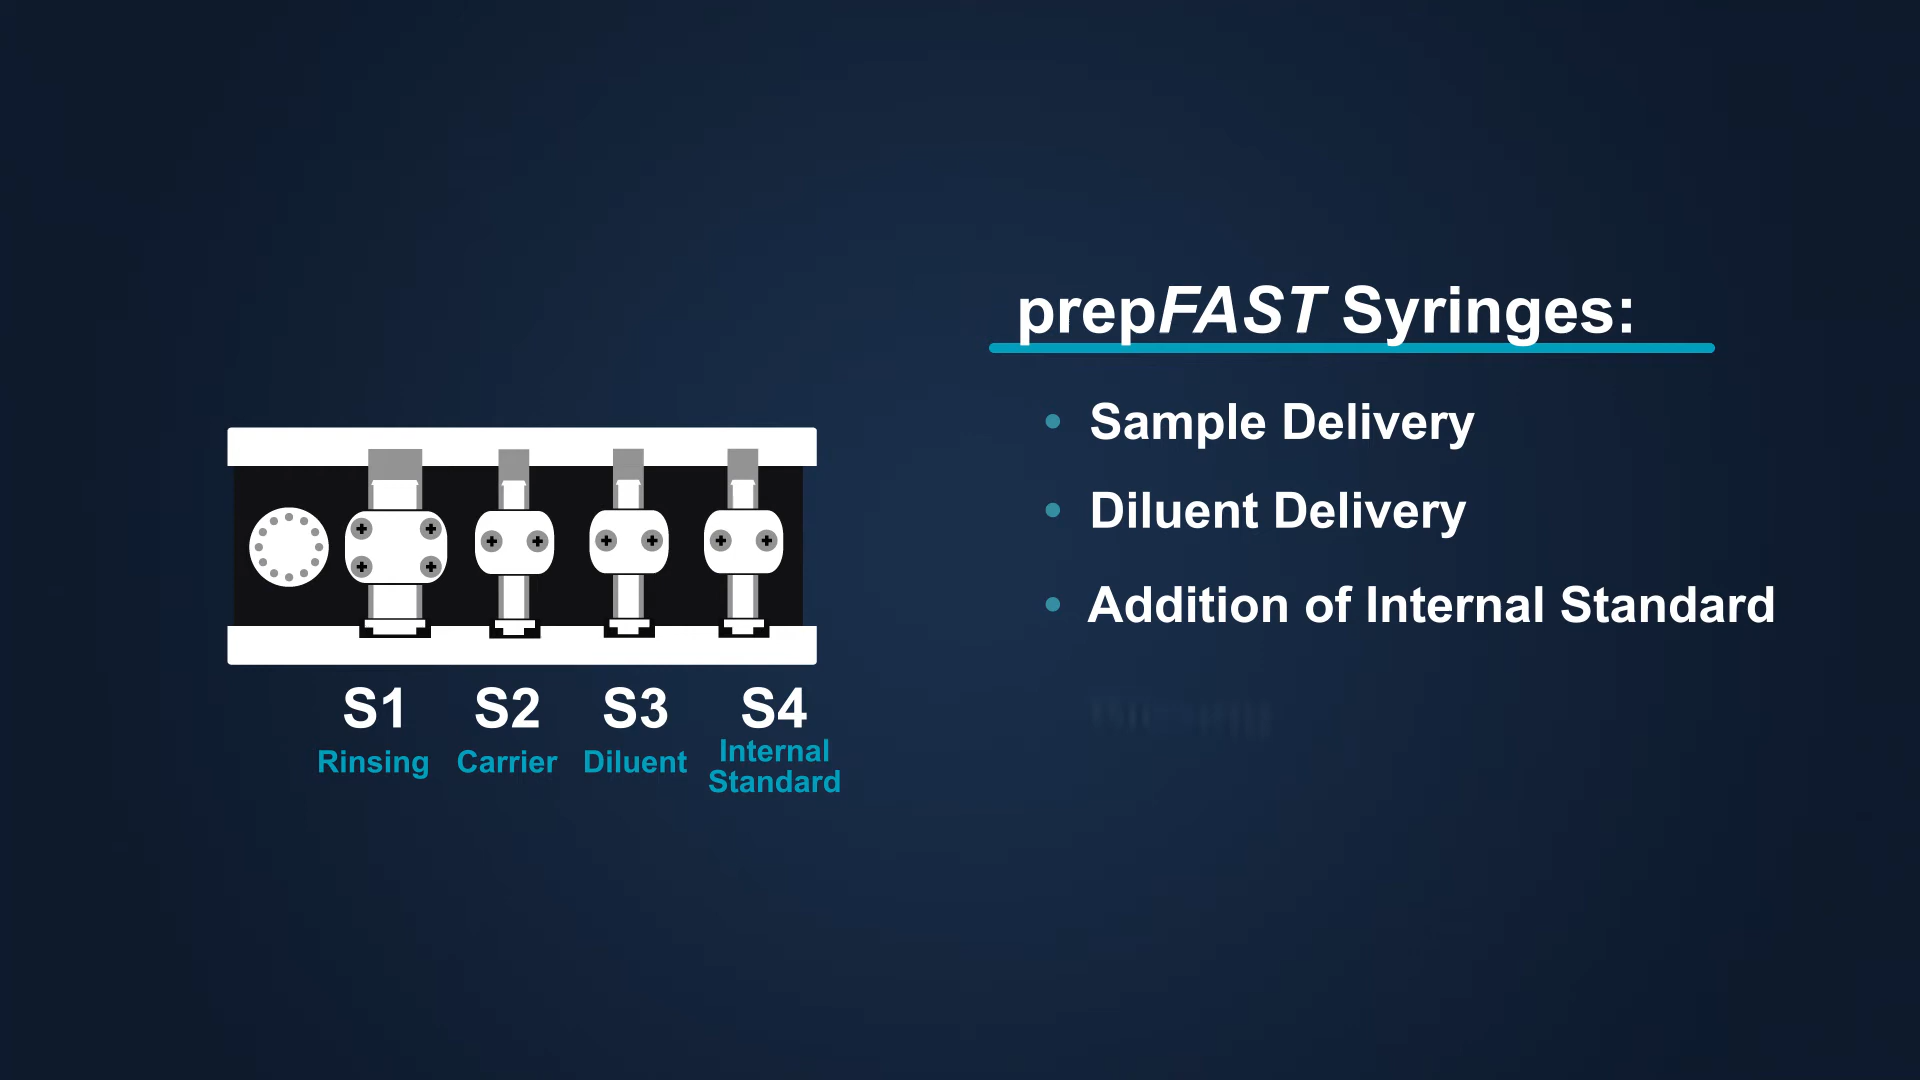 prepFAST Syringes:
• Sample Delivery
• Diluent Delivery
• Addition of Internal Standard
S1 S2 S3 S4
Rinsing Carrier Diluent Internal Standard